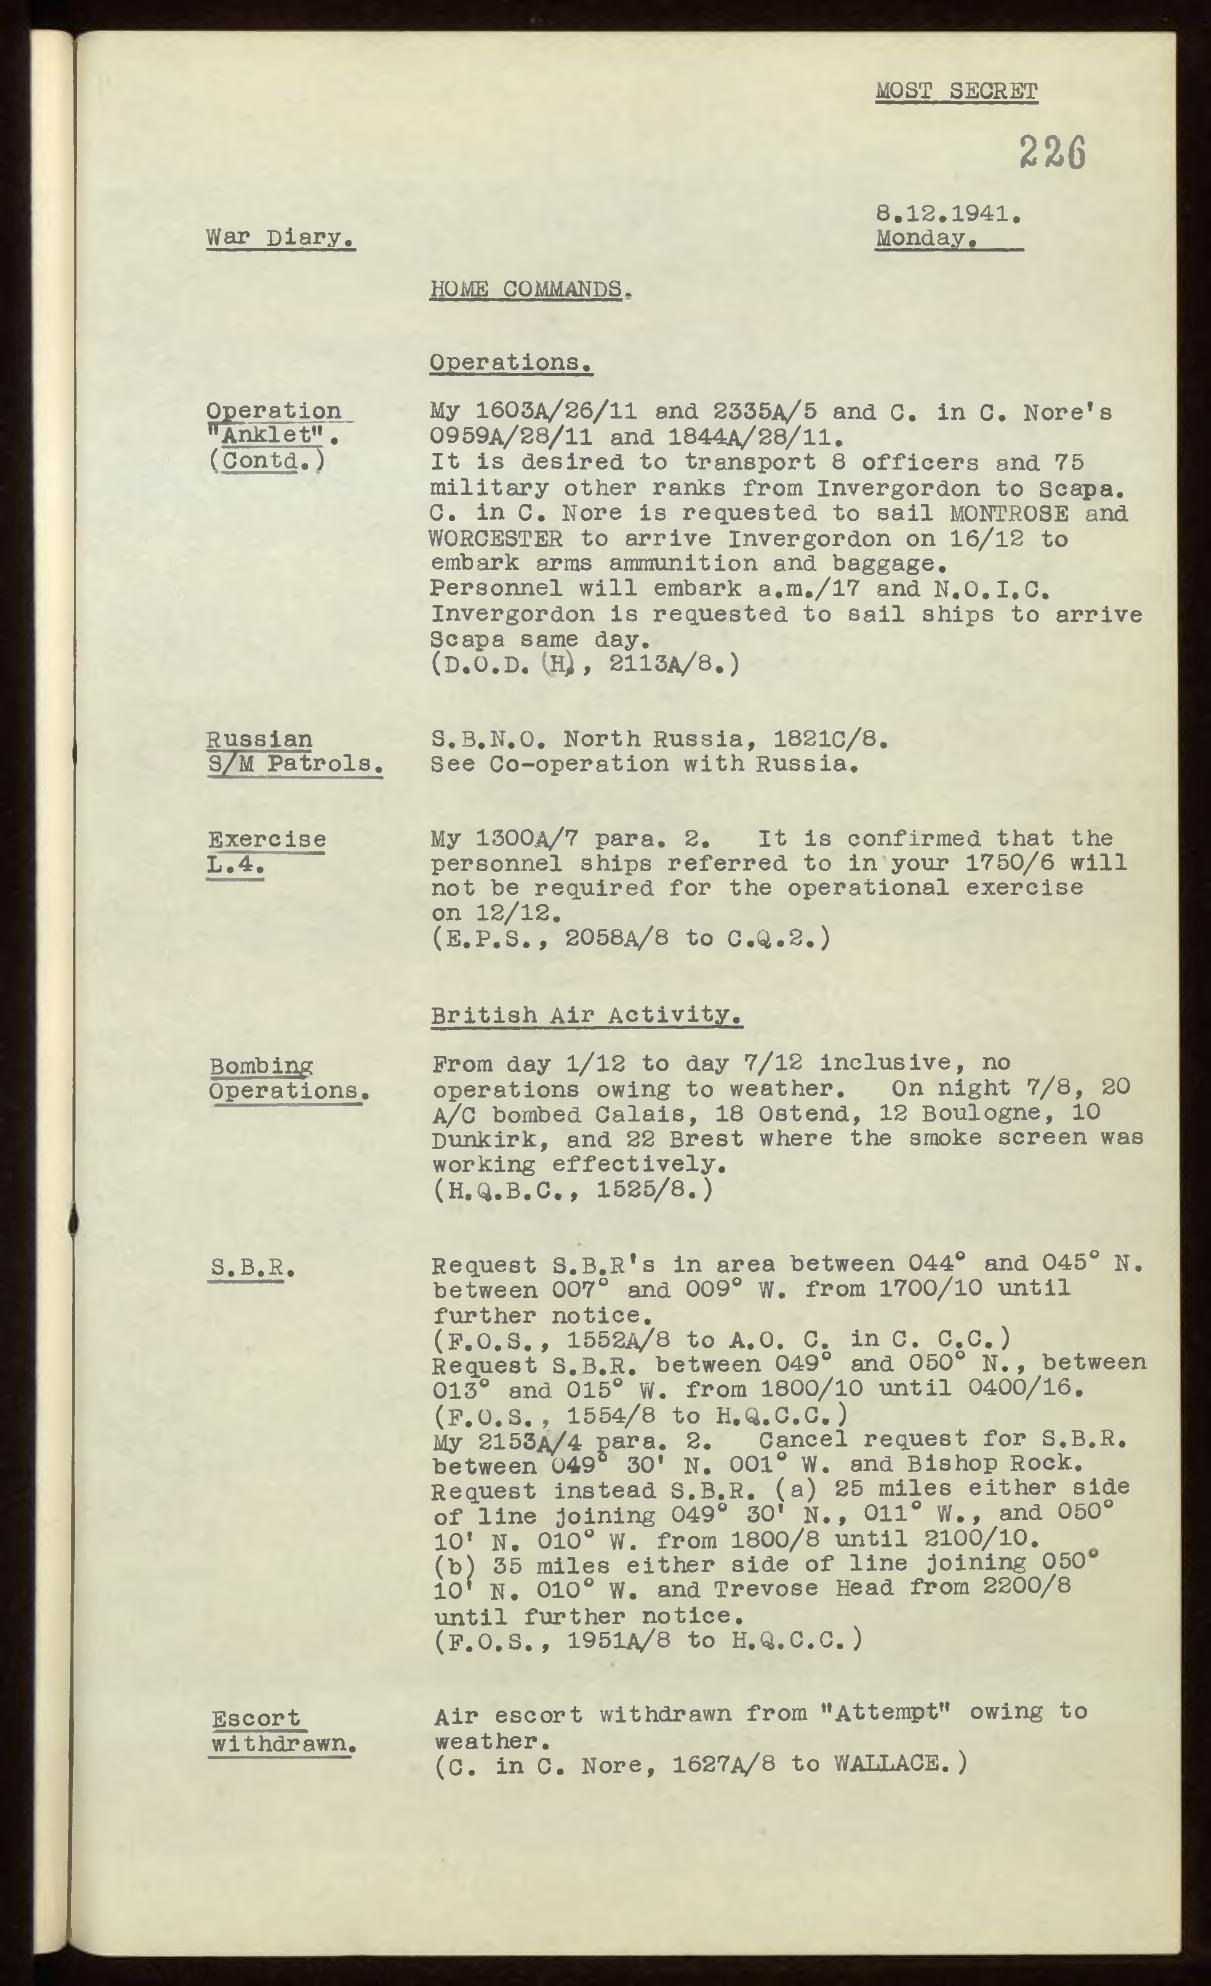 MOST SECRET
226
8.12.1941.
War Diary.
Monday.
HOME COMMANDS.
Operations.
Operation
"Anklet".
(Contd.)
My 1603A/26/11 and 2335A/5 and C. in C. Nore's
0959A/28/11 and 1844A/28/11.
It is desired to transport 8 officers and 75
military other ranks from Invergordon to Scapa.
C. in C. Nore is requested to sail MONTROSE and
WORCESTER to arrive Invergordon on 16/12 to
embark arms ammunition and baggage.
Personnel will embark a.m./17 and N.O.I.C.
Invergordon is requested to sail ships to arrive
Scapa same day.
(D.O.D. (H), 2113A/8.)
Russian
S/M Patrols.
S.B.N.O. North Russia, 1821C/8.
See Co-operation with Russia.
Exercise
L.4.
My 1300A/7 para. 2. It is confirmed that the
personnel ships referred to in your 1750/6 will
not be required for the operational exercise
on 12/12.
(E.P.S., 2058A/8 to C.Q.2.)
British Air Activity.
Bombing
Operations.
From day 1/12 to day 7/12 inclusive, no
operations owing to weather. On night 7/8, 20
A/C bombed Calais, 18 Ostend, 12 Boulogne, 10
Dunkirk, and 22 Brest where the smoke screen was
working effectively.
(H.Q.B.C., 1525/8.)
S.B.R.
Request S.B.R's in area between 044° and 045° N.
between 007° and 009° W. from 1700/10 until
further notice.
(F.O.S., 1552A/8 to A.O. C. in C. C.C.)
Request S.B.R. between 049° and 050° N., between
013° and 015° W. from 1800/10 until 0400/16.
(F.O.S., 1554/8 to H.Q.C.C.)
My 2153A/4 para. 2. Cancel request for S.B.R.
between 049° 30' N. 001° W. and Bishop Rock.
Request instead S.B.R. (a) 25 miles either side
of line joining 049° 30' N., 011° W., and 050°
10' N. 010° W. from 1800/8 until 2100/10.
(b) 35 miles either side of line joining 050°
10' N. 010° W. and Trevose Head from 2200/8
until further notice.
(F.O.S., 1951A/8 to H.Q.C.C.)
Escort
withdrawn.
Air escort withdrawn from "Attempt" owing to
weather.
(C. in C. Nore, 1627A/8 to WALLACE.)